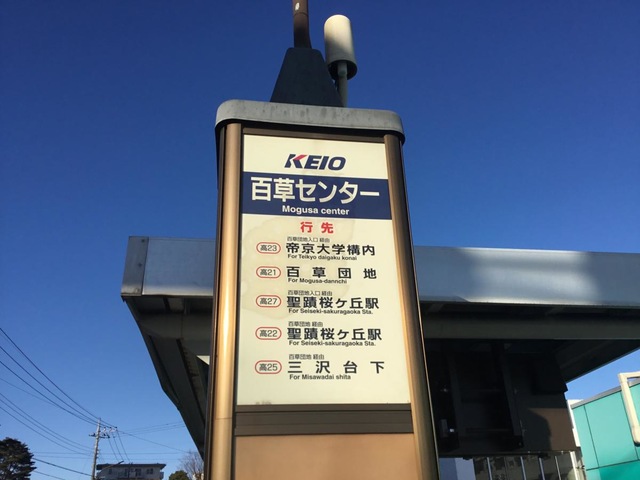 KEIO
百草センター
Mogusa center
行先
百草団地入口 経由
高23 帝京大学構内
For Teikyo daigaku konai
高21 百草団地
For Mogusa-dannchi
百草団地入口 経由
高27 聖蹟桜ヶ丘駅
For Seiseki-sakuragaoka Sta.
百草団地 経由
高22 聖蹟桜ヶ丘駅
For Seiseki-sakuragaoka Sta.
百草団地 経由
高25 三沢台下
For Misawadai shita